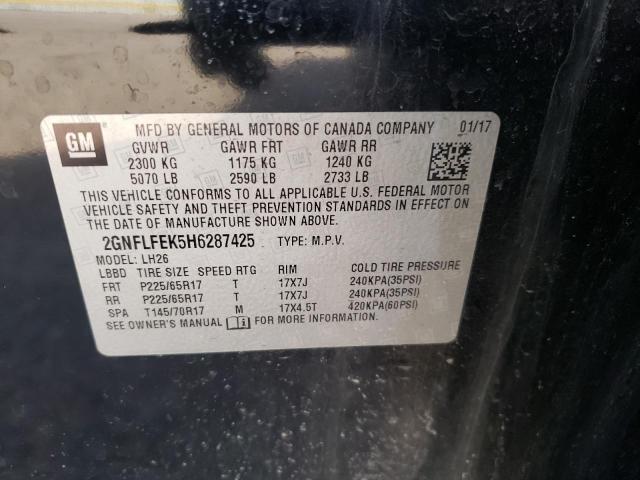 GM
MFD BY GENERAL MOTORS OF CANADA COMPANY 01/17
GVWR GAWR FRT GAWR RR
2300 KG 1175 KG 1240 KG
5070 LB 2590 LB 2733 LB
THIS VEHICLE CONFORMS TO ALL APPLICABLE U.S. FEDERAL MOTOR
VEHICLE SAFETY AND THEFT PREVENTION STANDARDS IN EFFECT ON
THE DATE OF MANUFACTURE SHOWN ABOVE.
2GNFLFEK5H6287425 TYPE: M.P.V.
MODEL: LH26
LBBD TIRE SIZE SPEED RTG RIM COLD TIRE PRESSURE
FRT P225/65R17 T 17X7J 240KPA(35PSI)
RR P225/65R17 T 17X7J 240KPA(35PSI)
SPA T145/70R17 M 17X4.5T 420KPA(60PSI)
SEE OWNER'S MANUAL FOR MORE INFORMATION.